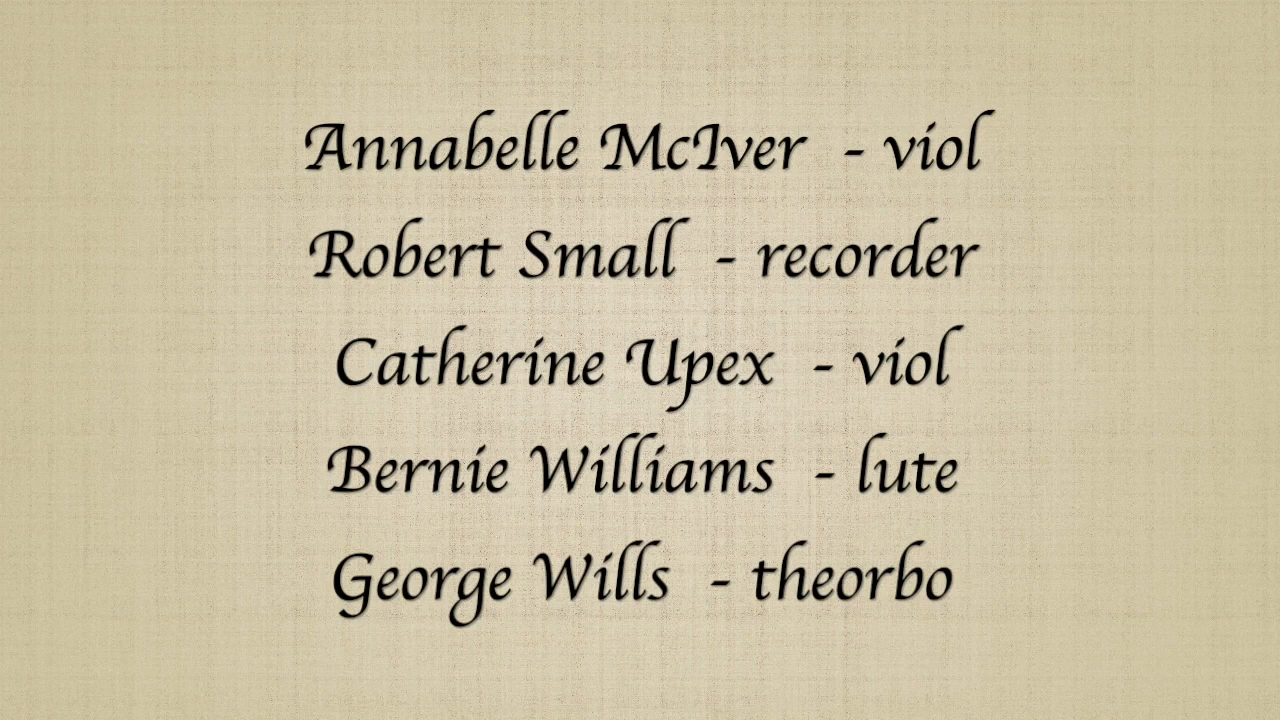 Annabelle McIver - viol
Robert Small - recorder
Catherine Upex - viol
Bernie Williams - lute
George Wills - theorbo